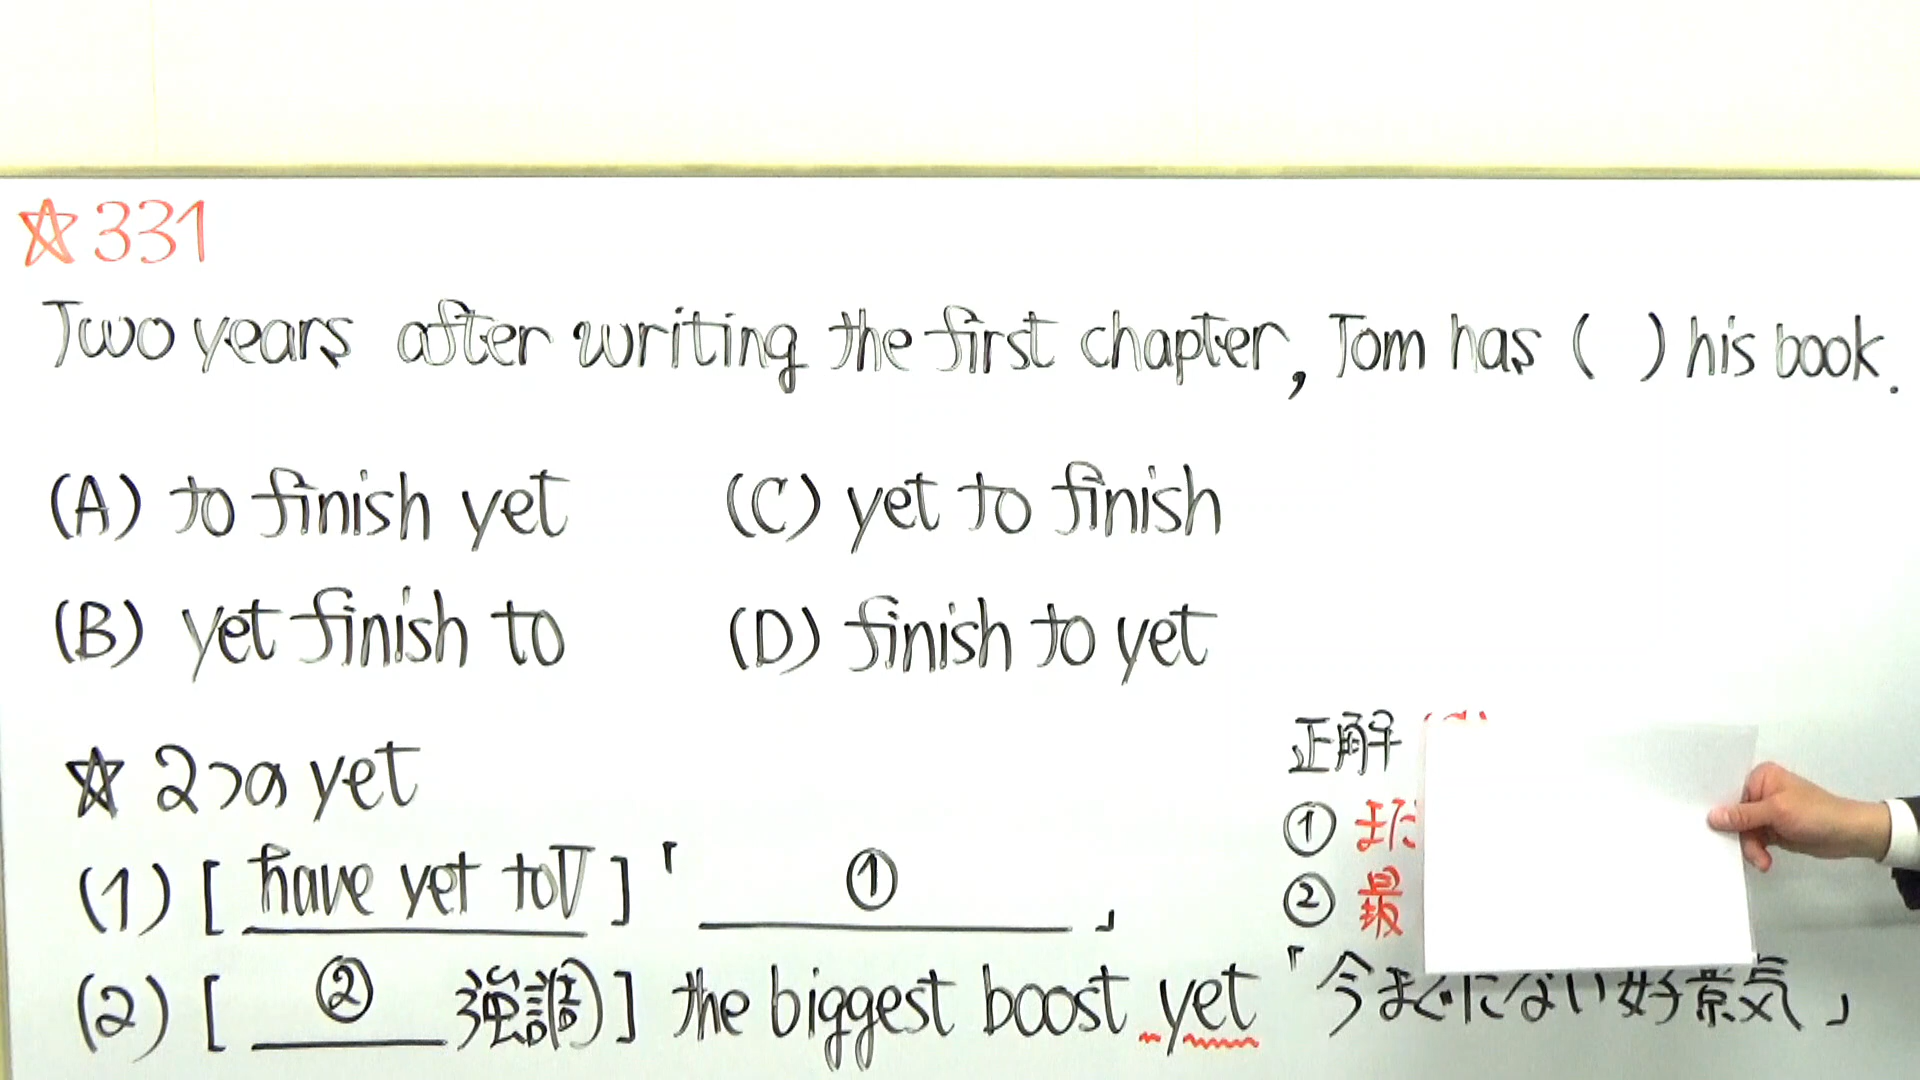 ☆331
Two years after writing the first chapter, Tom has ( ) his book.
(A) to finish yet
(C) yet to finish
(B) yet finish to
(D) finish to yet
☆ 2つの yet
(1) [ have yet to V ] 「 ① 」
(2) [ ② 強調 ] the biggest boost yet 「今までにない好景気」
正解
① まだ
② 最